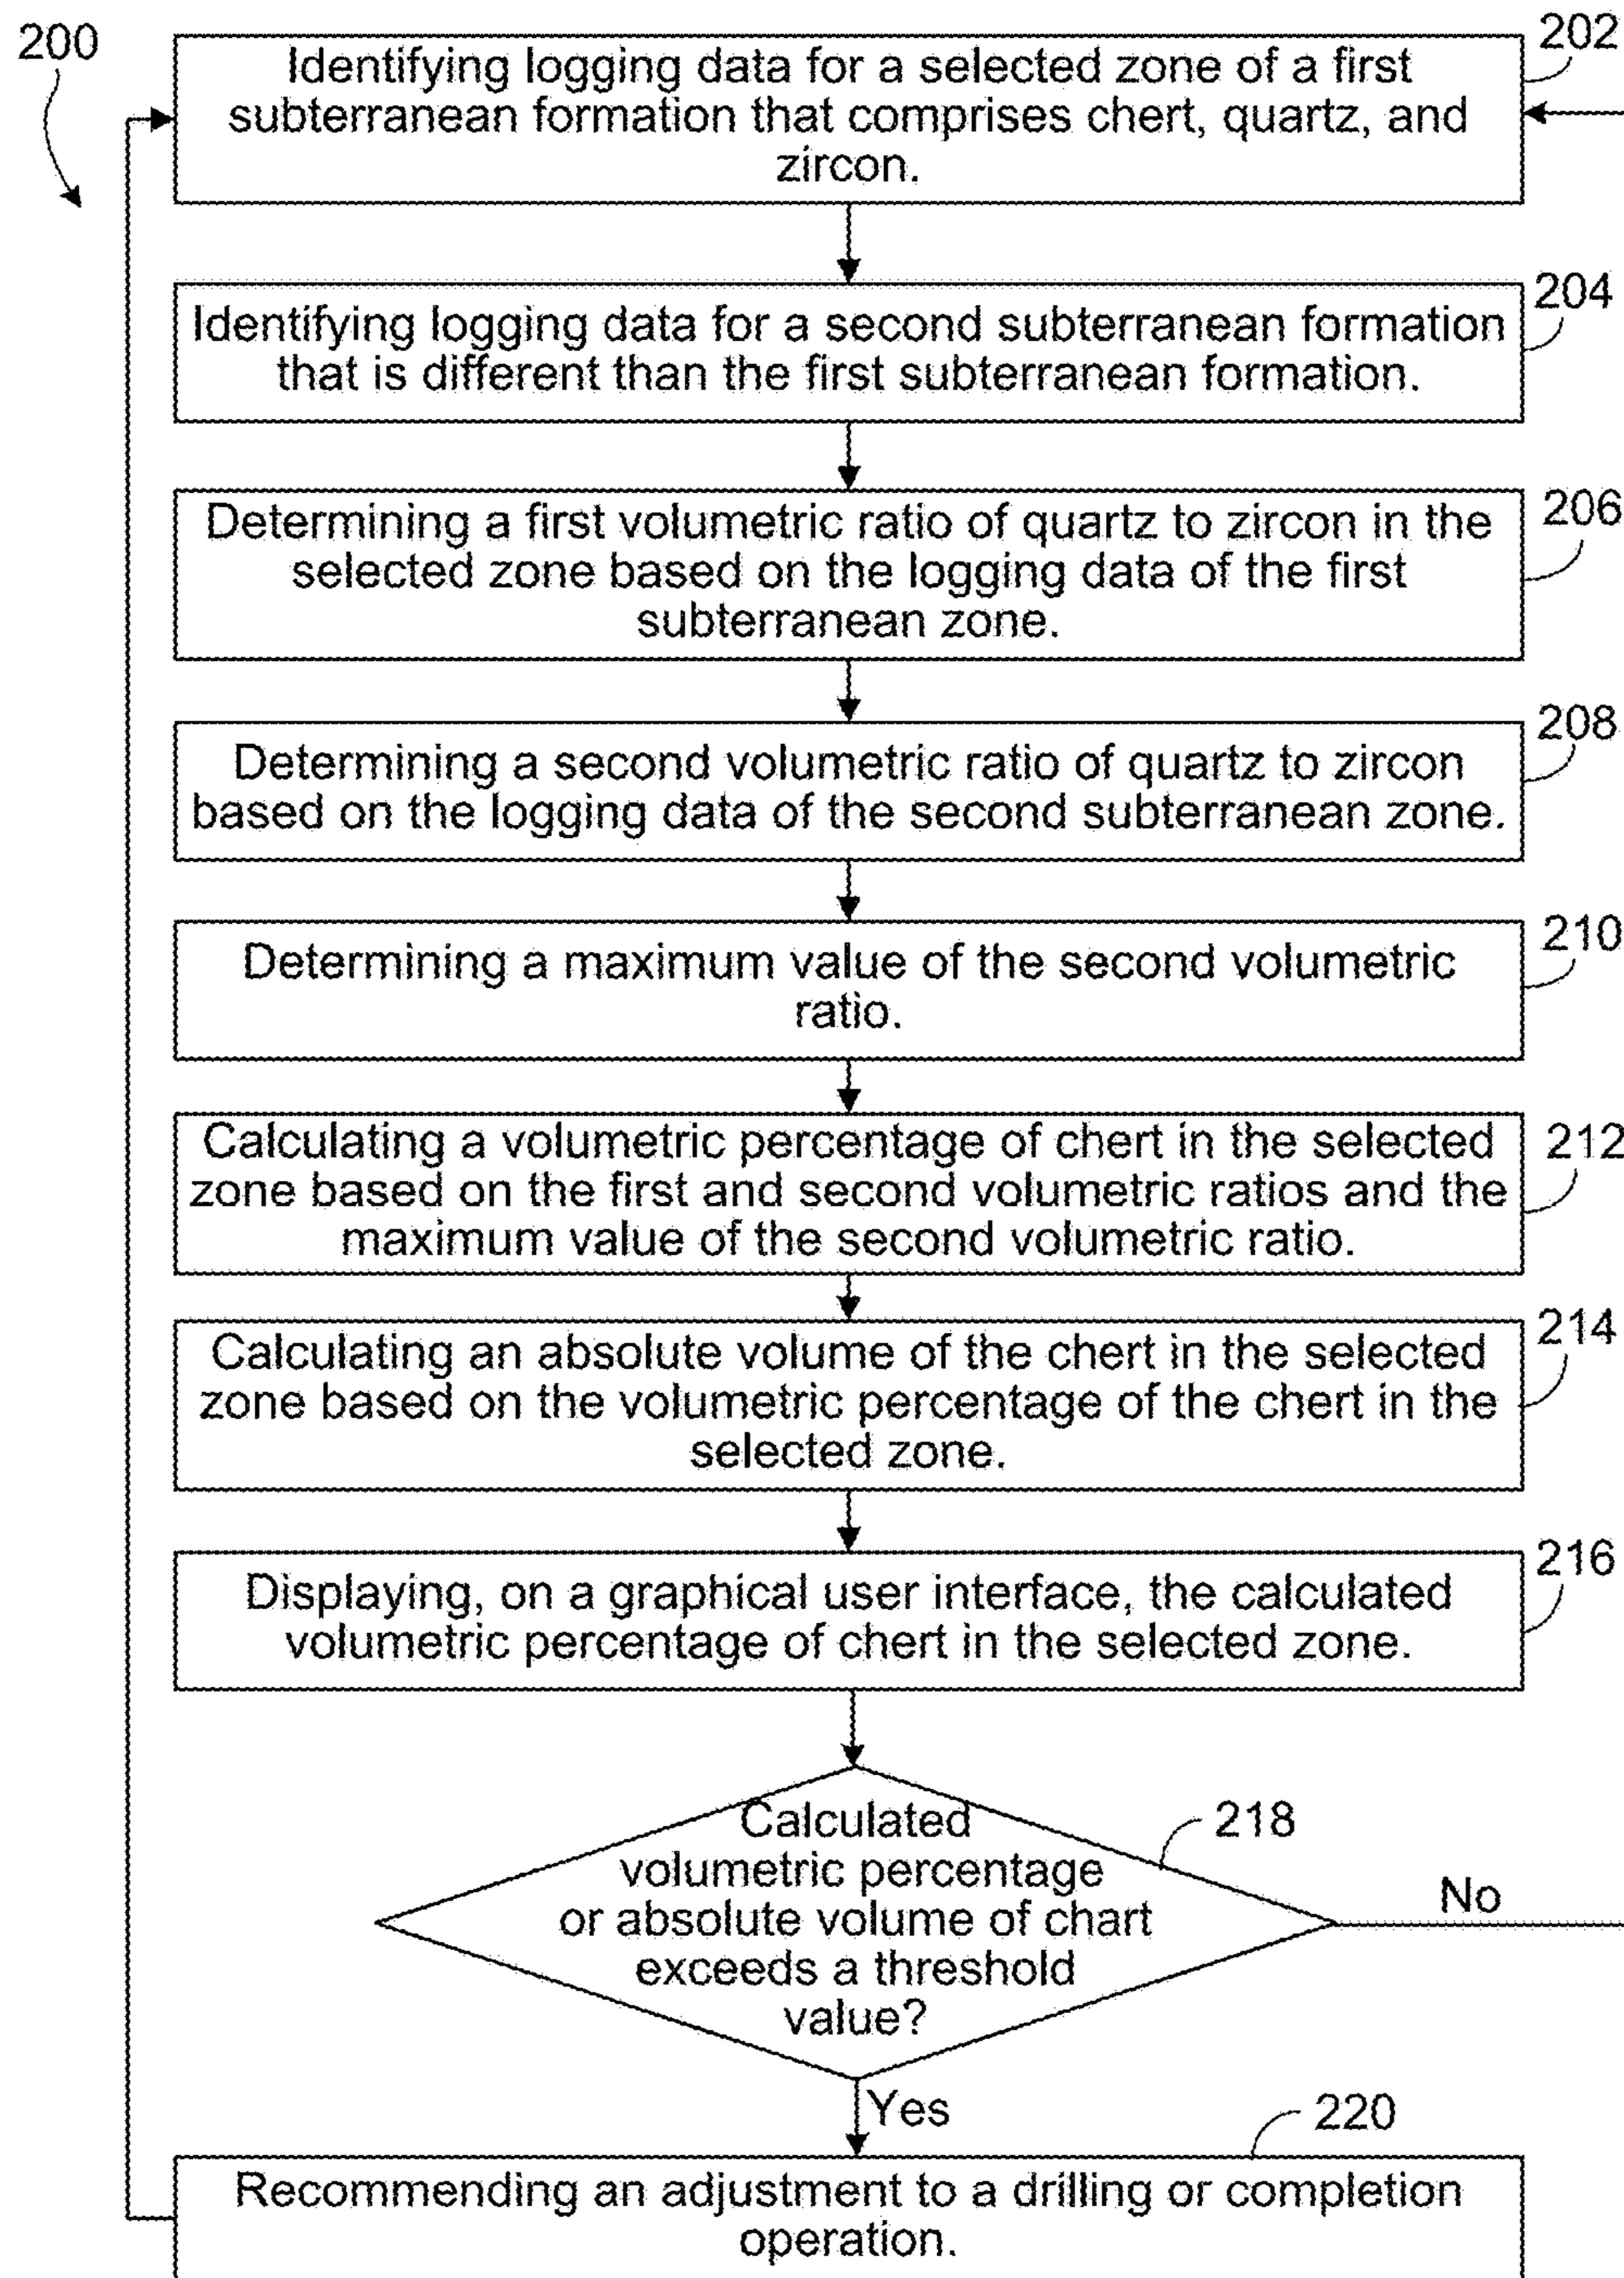 200
202
Identifying logging data for a selected zone of a first
subterranean formation that comprises chert, quartz, and
zircon.
204
Identifying logging data for a second subterranean formation
that is different than the first subterranean formation.
206
Determining a first volumetric ratio of quartz to zircon in the
selected zone based on the logging data of the first
subterranean zone.
208
Determining a second volumetric ratio of quartz to zircon
based on the logging data of the second subterranean zone.
210
Determining a maximum value of the second volumetric
ratio.
212
Calculating a volumetric percentage of chert in the selected
zone based on the first and second volumetric ratios and the
maximum value of the second volumetric ratio.
214
Calculating an absolute volume of the chert in the selected
zone based on the volumetric percentage of the chert in the
selected zone.
216
Displaying, on a graphical user interface, the calculated
volumetric percentage of chert in the selected zone.
218
Calculated
volumetric percentage
or absolute volume of chart
exceeds a threshold
value?
No
Yes
220
Recommending an adjustment to a drilling or completion
operation.